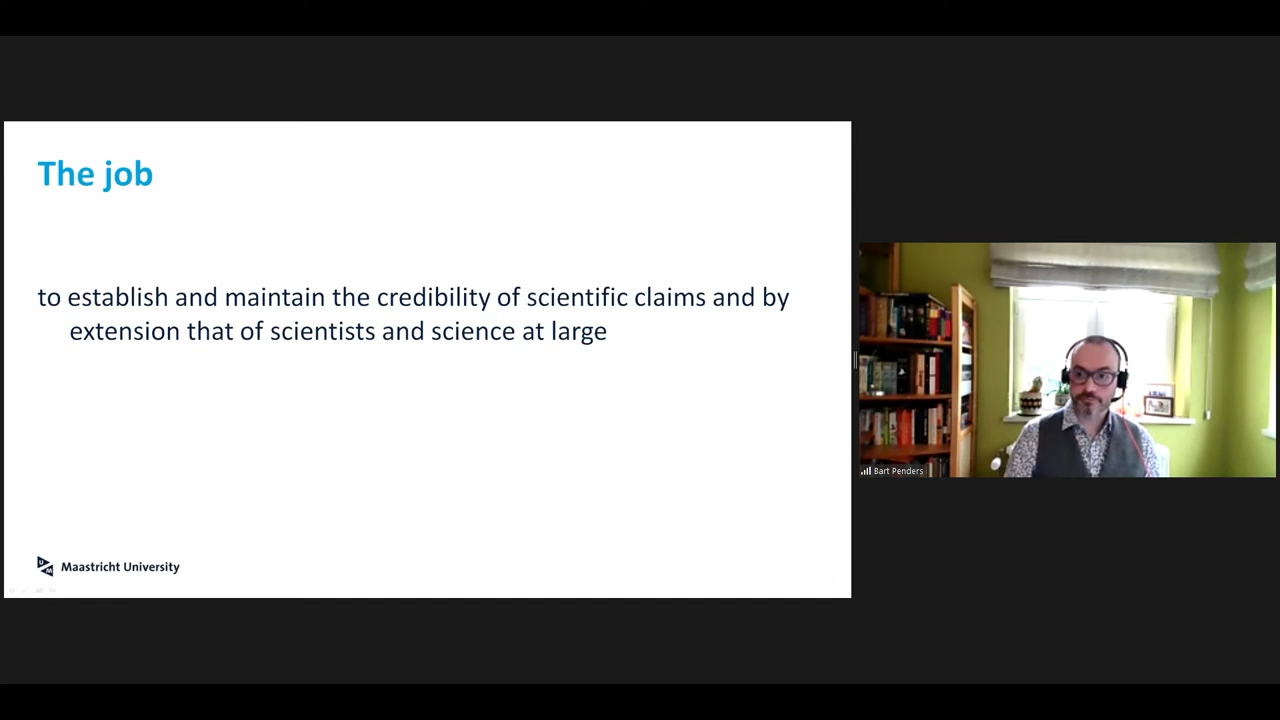 The job
to establish and maintain the credibility of scientific claims and by
extension that of scientists and science at large
Maastricht University
Bart Penders